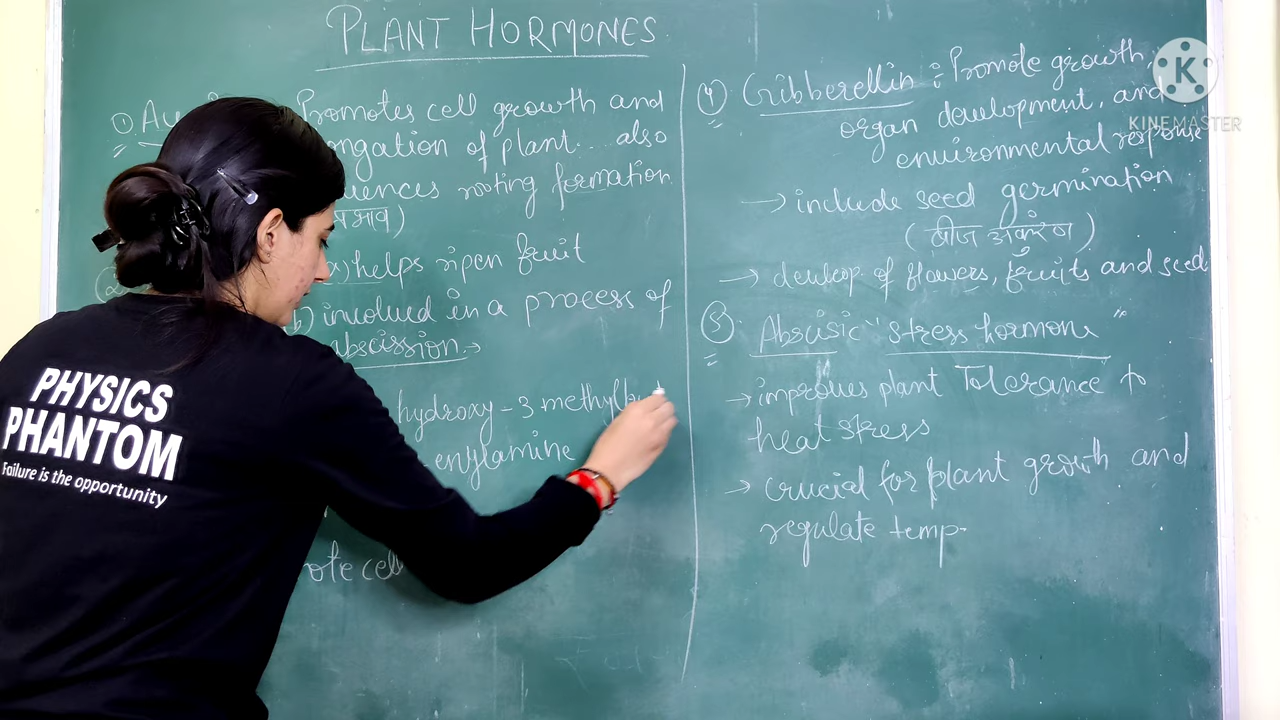 PLANT HORMONES
① Au Promotes cell growth and
ongation of plant.... also
uences rooting formation
भाव)
(2) a) helps ripen fruit
b) involved in a process of
abscission →
hydroxy - 3 methylbu
enylamine
ote cell
④ Gibberellin : Promote growth,
organ development, and
environmental response
→ include seed germination
(बीज अंकुरण)
→ develop of flowers, fruits and seed
⑤ Abscisic "stress hormone"
→ improves plant Tolerance to
heat stress
→ crucial for plant growth and
regulate temp.
PHYSICS
PHANTOM
Failure is the opportunity
K
KINEMASTER